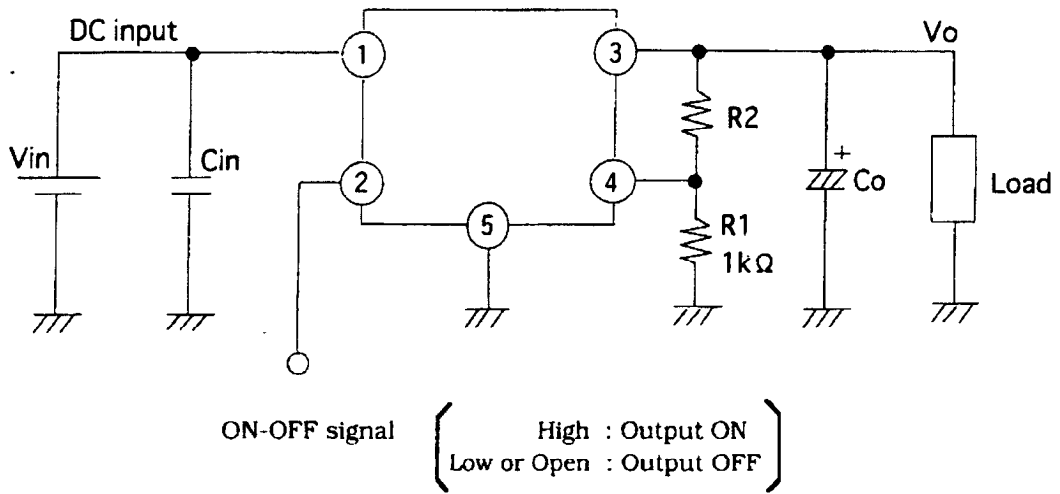 DC input
Vo
1
3
R2
Vin
Cin
2
4
+
Co
Load
5
R1
1kΩ
ON-OFF signal
High : Output ON
Low or Open : Output OFF